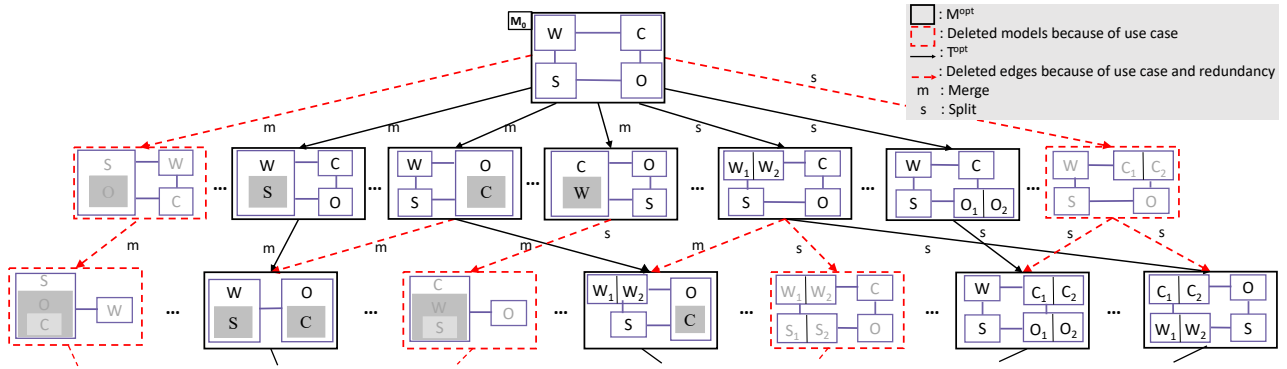 M₀
W C
S O
: Mᵒᵖᵗ
: Deleted models because of use case
: Tᵒᵖᵗ
: Deleted edges because of use case and redundancy
m : Merge
s : Split
m m m m s s s
S W
O C
...
W C
S O
...
W O
S C
...
C O
W S
...
W₁ W₂ C
S O
...
W C
S O₁ O₂
...
W C₁ C₂
S O
m m m s s m s s s s
S
O W
C
...
W O
S C
...
C
W O
S
...
W₁ W₂ O
S C
...
W₁ W₂ C
S₁ S₂ O
...
W C₁ C₂
S O₁ O₂
...
C₁ C₂ O
W₁ W₂ S